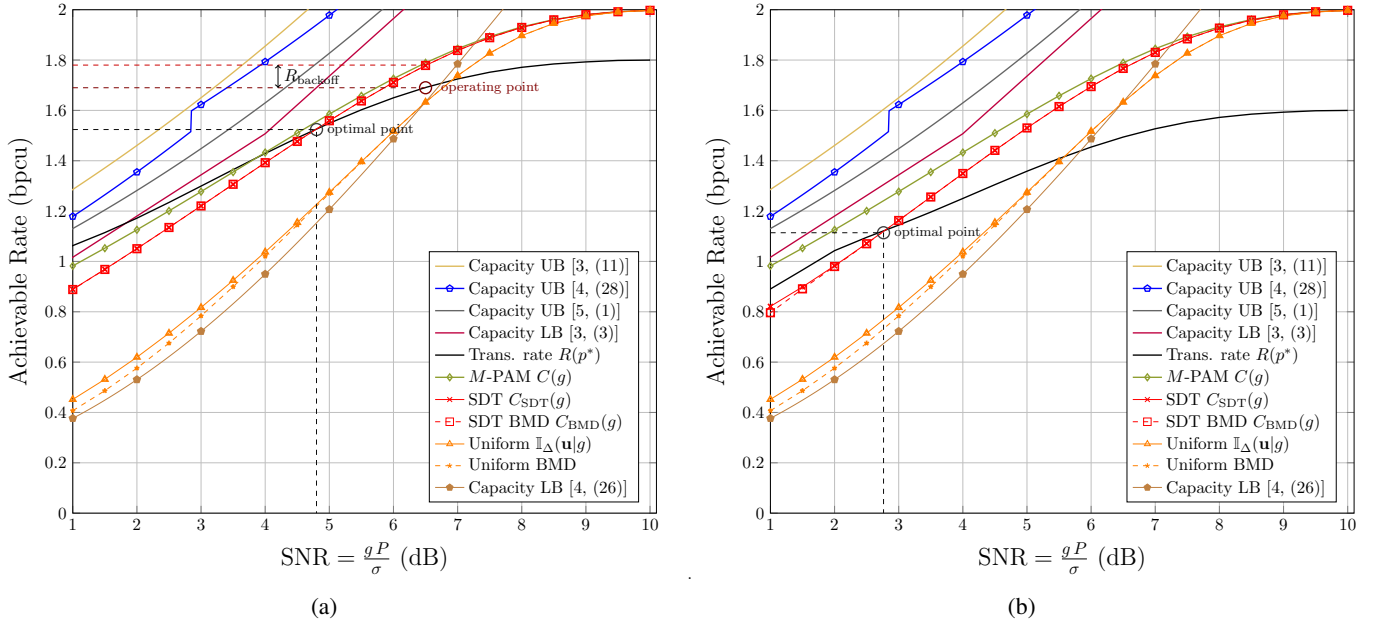 2
1.8
1.6
1.4
1.2
1
0.8
0.6
0.4
0.2
0
Achievable Rate (bpcu)
R_backoff
operating point
optimal point
Capacity UB [3, (11)]
Capacity UB [4, (28)]
Capacity UB [5, (1)]
Capacity LB [3, (3)]
Trans. rate R(p*)
M-PAM C(g)
SDT C_SDT(g)
SDT BMD C_BMD(g)
Uniform 𝕀_Δ(u|g)
Uniform BMD
Capacity LB [4, (26)]
1 2 3 4 5 6 7 8 9 10
SNR = gP/σ (dB)
(a)
2
1.8
1.6
1.4
1.2
1
0.8
0.6
0.4
0.2
0
Achievable Rate (bpcu)
optimal point
Capacity UB [3, (11)]
Capacity UB [4, (28)]
Capacity UB [5, (1)]
Capacity LB [3, (3)]
Trans. rate R(p*)
M-PAM C(g)
SDT C_SDT(g)
SDT BMD C_BMD(g)
Uniform 𝕀_Δ(u|g)
Uniform BMD
Capacity LB [4, (26)]
1 2 3 4 5 6 7 8 9 10
SNR = gP/σ (dB)
(b)